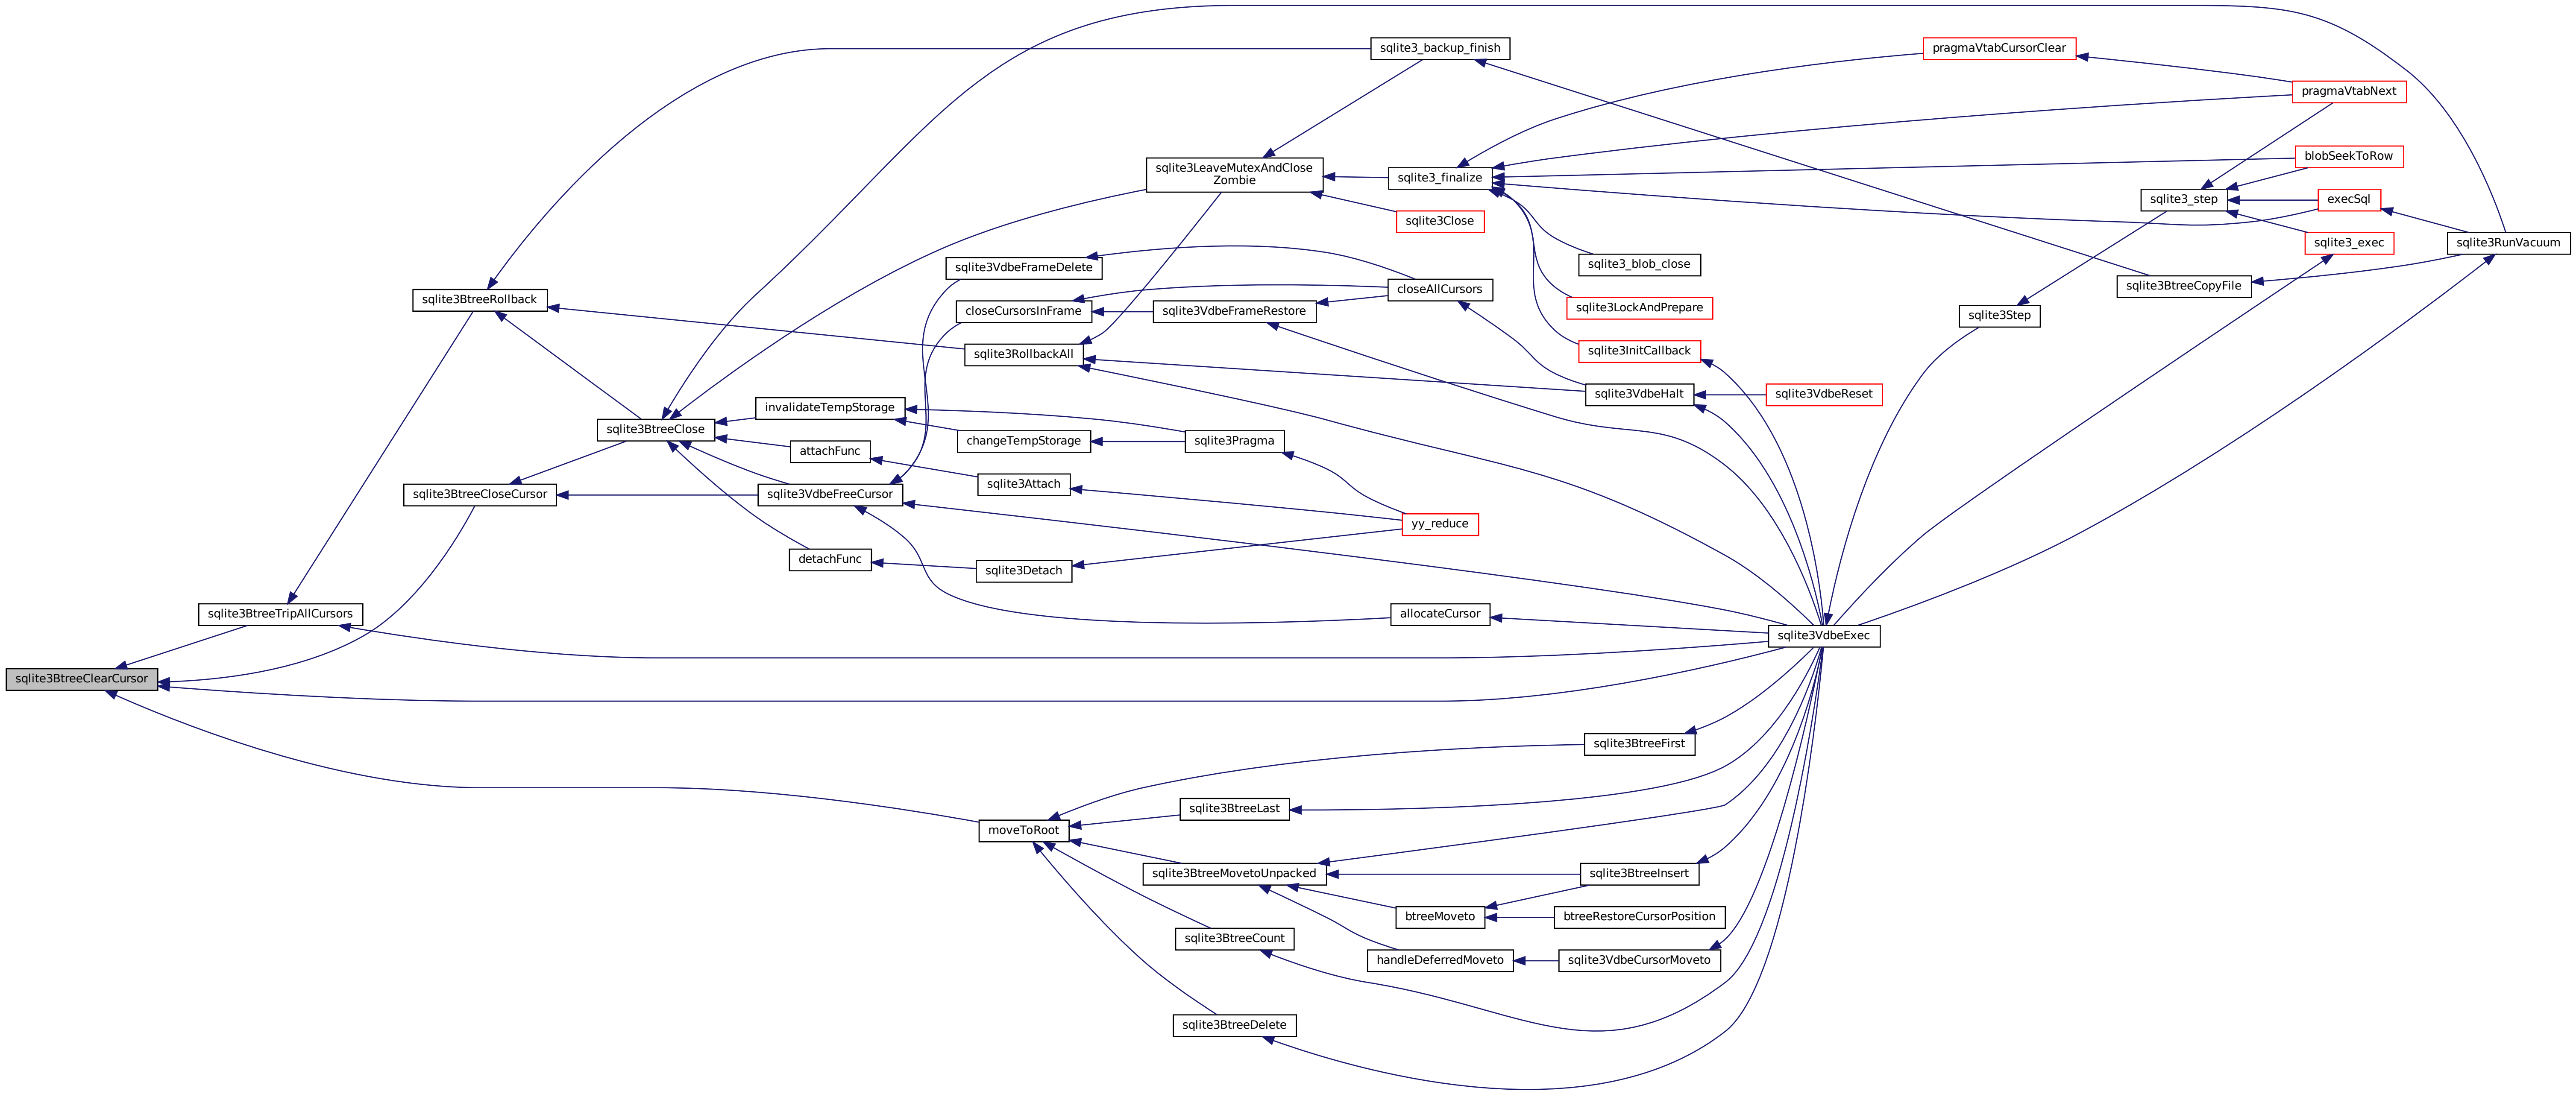 sqlite3BtreeClearCursor
sqlite3BtreeTripAllCursors
sqlite3BtreeRollback
sqlite3BtreeCloseCursor
sqlite3BtreeClose
invalidateTempStorage
attachFunc
sqlite3VdbeFreeCursor
detachFunc
sqlite3VdbeFrameDelete
closeCursorsInFrame
sqlite3RollbackAll
changeTempStorage
sqlite3Attach
sqlite3Detach
moveToRoot
sqlite3LeaveMutexAndClose
Zombie
sqlite3VdbeFrameRestore
sqlite3Pragma
sqlite3BtreeLast
sqlite3BtreeMovetoUnpacked
sqlite3BtreeCount
sqlite3BtreeDelete
sqlite3_backup_finish
sqlite3_finalize
sqlite3Close
closeAllCursors
yy_reduce
allocateCursor
btreeMoveto
handleDeferredMoveto
sqlite3_blob_close
sqlite3LockAndPrepare
sqlite3InitCallback
sqlite3VdbeHalt
sqlite3BtreeFirst
sqlite3BtreeInsert
btreeRestoreCursorPosition
sqlite3VdbeCursorMoveto
sqlite3VdbeReset
sqlite3VdbeExec
pragmaVtabCursorClear
sqlite3Step
sqlite3_step
sqlite3BtreeCopyFile
pragmaVtabNext
blobSeekToRow
execSql
sqlite3_exec
sqlite3RunVacuum